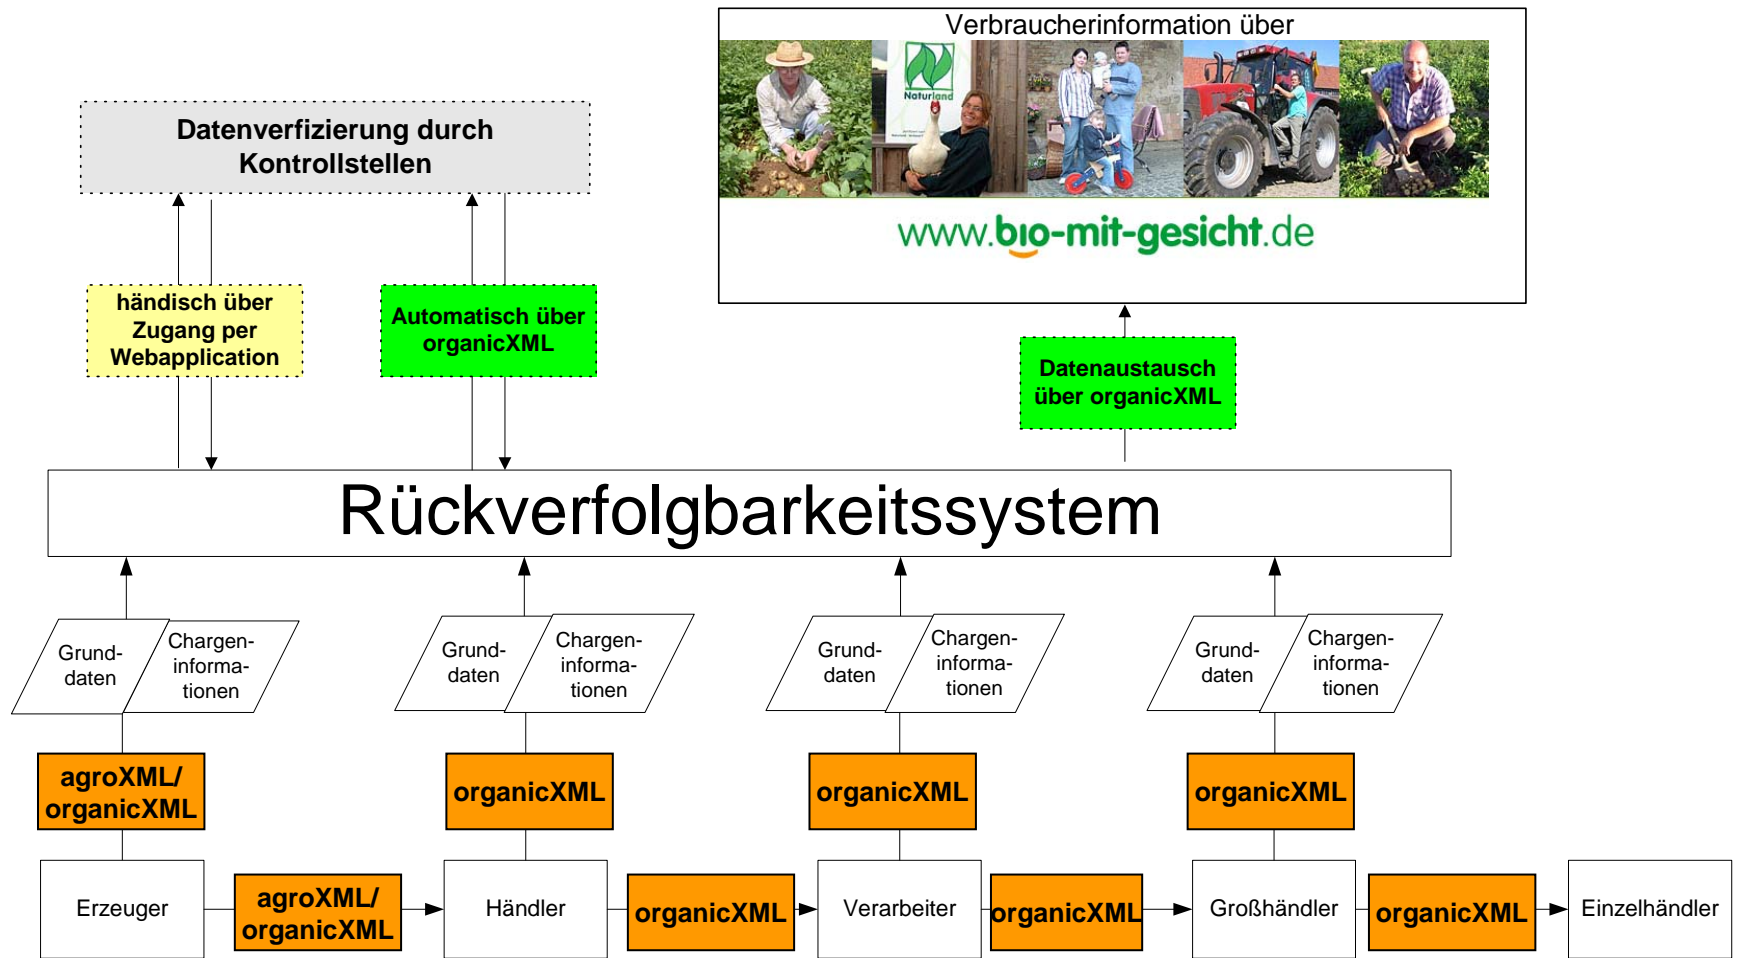 Verbraucherinformation über
Naturland
www.bio-mit-gesicht.de
Datenverfizierung durch
Kontrollstellen
händisch über
Zugang per
Webapplication
Automatisch über
organicXML
Datenaustausch
über organicXML
Rückverfolgbarkeitssystem
Grund-
daten
Chargen-
informa-
tionen
Grund-
daten
Chargen-
informa-
tionen
Grund-
daten
Chargen-
informa-
tionen
Grund-
daten
Chargen-
informa-
tionen
agroXML/
organicXML
organicXML
organicXML
organicXML
Erzeuger
agroXML/
organicXML
Händler
organicXML
Verarbeiter
organicXML
Großhändler
organicXML
Einzelhändler